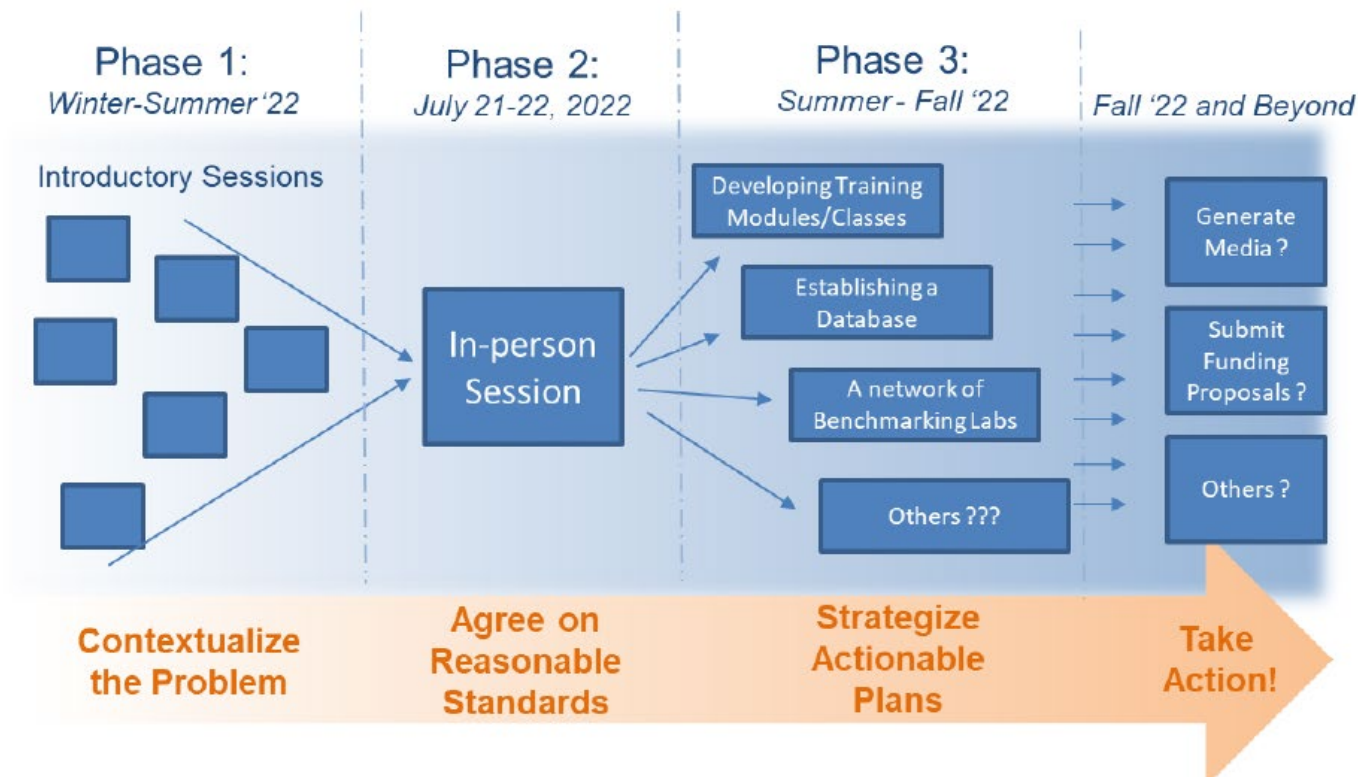 Phase 1:
Winter-Summer ‘22
Phase 2:
July 21-22, 2022
Phase 3:
Summer - Fall ‘22
Fall ‘22 and Beyond
Introductory Sessions
In-person
Session
Developing Training
Modules/Classes
Establishing a
Database
A network of
Benchmarking Labs
Others ???
Generate
Media ?
Submit
Funding
Proposals ?
Others ?
Contextualize
the Problem
Agree on
Reasonable
Standards
Strategize
Actionable
Plans
Take
Action!